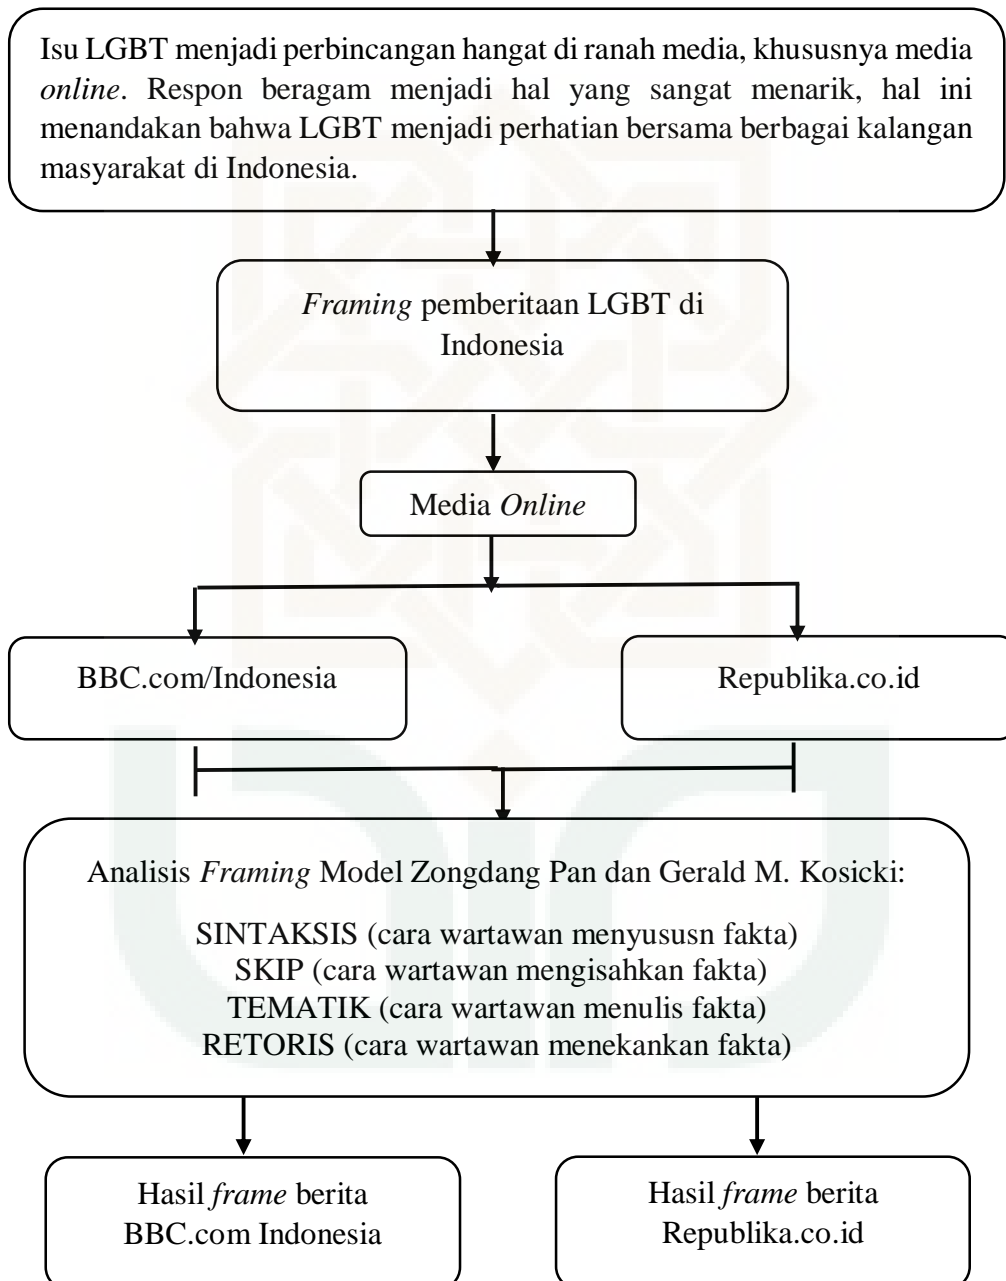 Isu LGBT menjadi perbincangan hangat di ranah media, khususnya media
online. Respon beragam menjadi hal yang sangat menarik, hal ini
menandakan bahwa LGBT menjadi perhatian bersama berbagai kalangan
masyarakat di Indonesia.
Framing pemberitaan LGBT di
Indonesia
Media Online
BBC.com/Indonesia
Republika.co.id
Analisis Framing Model Zongdang Pan dan Gerald M. Kosicki:
SINTAKSIS (cara wartawan menyususn fakta)
SKIP (cara wartawan mengisahkan fakta)
TEMATIK (cara wartawan menulis fakta)
RETORIS (cara wartawan menekankan fakta)
Hasil frame berita
BBC.com Indonesia
Hasil frame berita
Republika.co.id